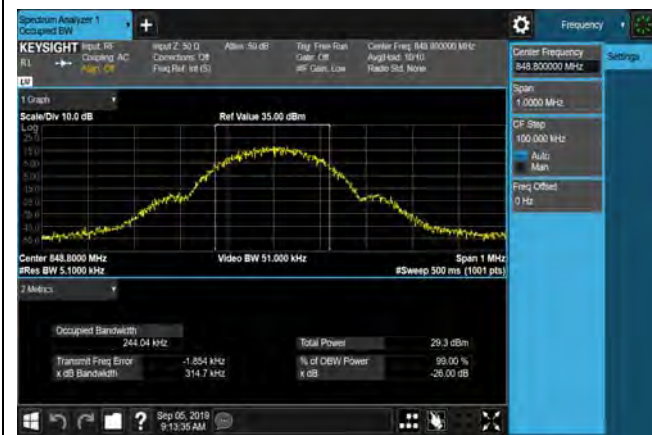 Spectrum Analyzer 1
Occupied BW
+
Frequency
KEYSIGHT
Input: RF
Coupling: AC
Align: Off
Input Z: 50 Ω
Corrections: Off
Freq Ref: Int (S)
Atten: 50 dB
Trig: Free Run
Gate: Off
#IF Gain: Low
Center Freq: 848.800000 MHz
Avg|Hold: 10/10
Radio Std: None
Center Frequency
848.800000 MHz
Settings
Span
1.0000 MHz
CF Step
100.000 kHz
Auto
Man
Freq Offset
0 Hz
1 Graph
Scale/Div 10.0 dB
Ref Value 35.00 dBm
Log
Center 848.8000 MHz
Video BW 51.000 kHz
Span 1 MHz
#Res BW 5.1000 kHz
#Sweep 500 ms (1001 pts)
2 Metrics
Occupied Bandwidth
244.04 kHz
Total Power
29.3 dBm
Transmit Freq Error
-1.854 kHz
% of OBW Power
99.00 %
x dB Bandwidth
314.7 kHz
x dB
-26.00 dB
?
Sep 05, 2019
9:13:35 AM